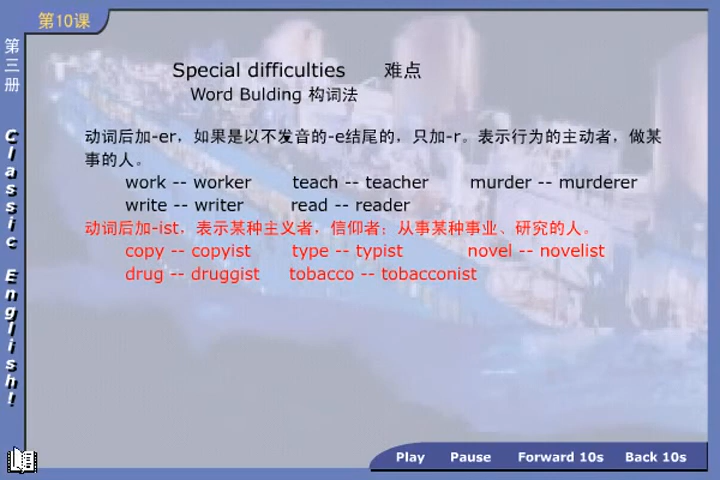 第10课
第三册
Classic English!
Special difficulties 难点
Word Bulding 构词法
动词后加-er，如果是以不发音的-e结尾的，只加-r。表示行为的主动者，做某
事的人。
work -- worker teach -- teacher murder -- murderer
write -- writer read -- reader
动词后加-ist，表示某种主义者，信仰者；从事某种事业、研究的人。
copy -- copyist type -- typist novel -- novelist
drug -- druggist tobacco -- tobacconist
Play Pause Forward 10s Back 10s